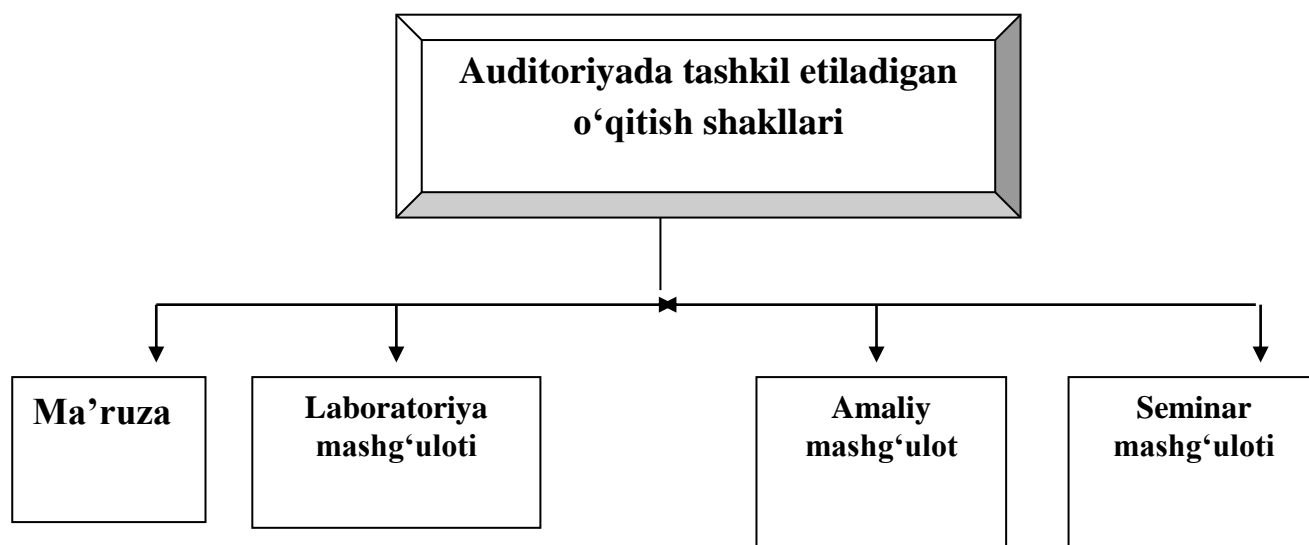 Auditoriyada tashkil etiladigan
o‘qitish shakllari
Ma’ruza
Laboratoriya
mashg‘uloti
Amaliy
mashg‘ulot
Seminar
mashg‘uloti